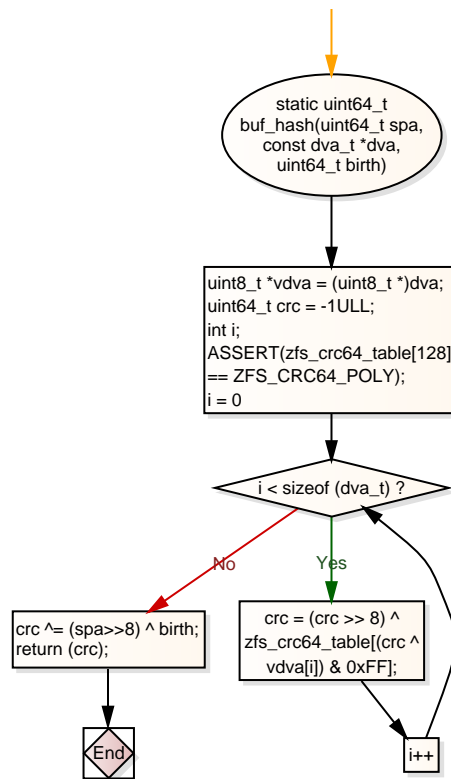 static uint64_t
buf_hash(uint64_t spa,
const dva_t *dva,
uint64_t birth)
uint8_t *vdva = (uint8_t *)dva;
uint64_t crc = -1ULL;
int i;
ASSERT(zfs_crc64_table[128]
== ZFS_CRC64_POLY);
i = 0
i < sizeof (dva_t) ?
No
Yes
crc ^= (spa>>8) ^ birth;
return (crc);
crc = (crc >> 8) ^
zfs_crc64_table[(crc ^
vdva[i]) & 0xFF];
End
i++